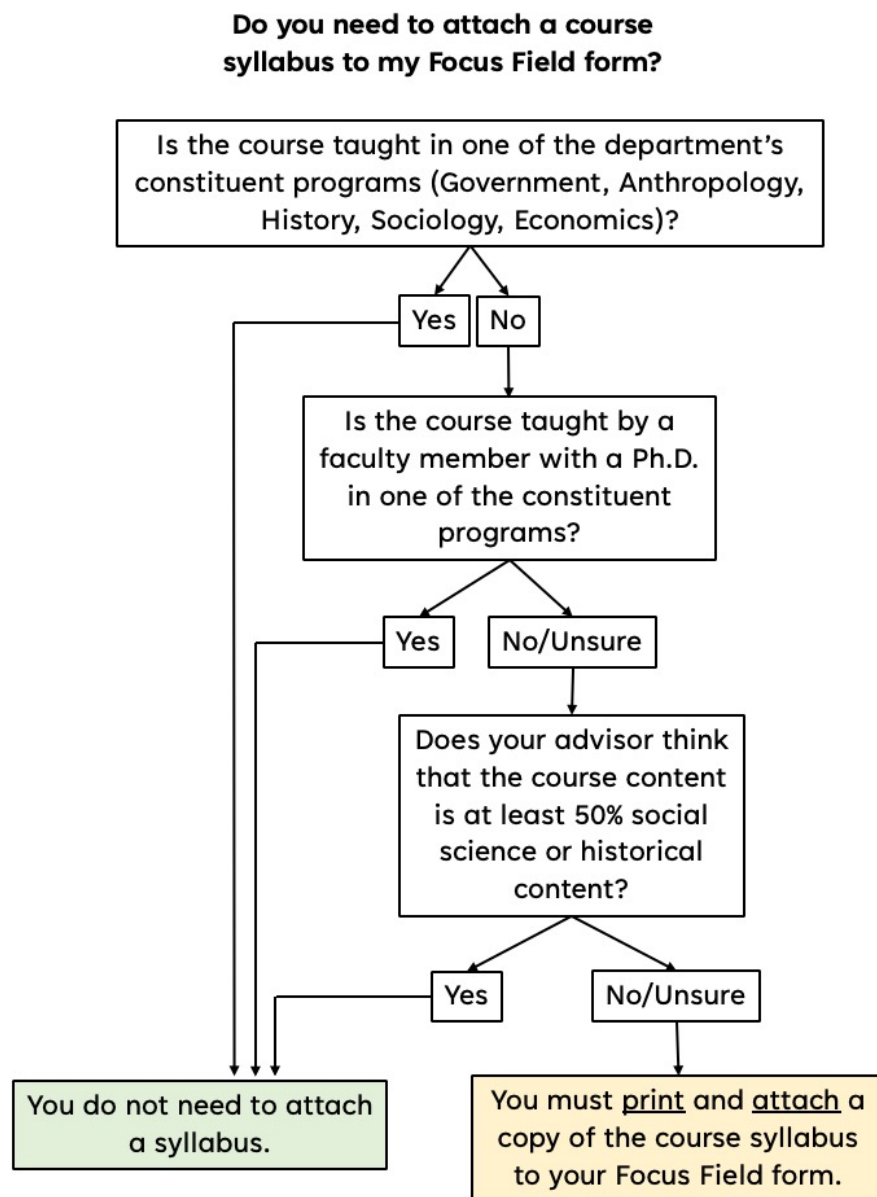 Do you need to attach a course
syllabus to my Focus Field form?
Is the course taught in one of the department's
constituent programs (Government, Anthropology,
History, Sociology, Economics)?
Yes
No
Is the course taught by a
faculty member with a Ph.D.
in one of the constituent
programs?
Yes
No/Unsure
Does your advisor think
that the course content
is at least 50% social
science or historical
content?
Yes
No/Unsure
You do not need to attach
a syllabus.
You must print and attach a
copy of the course syllabus
to your Focus Field form.